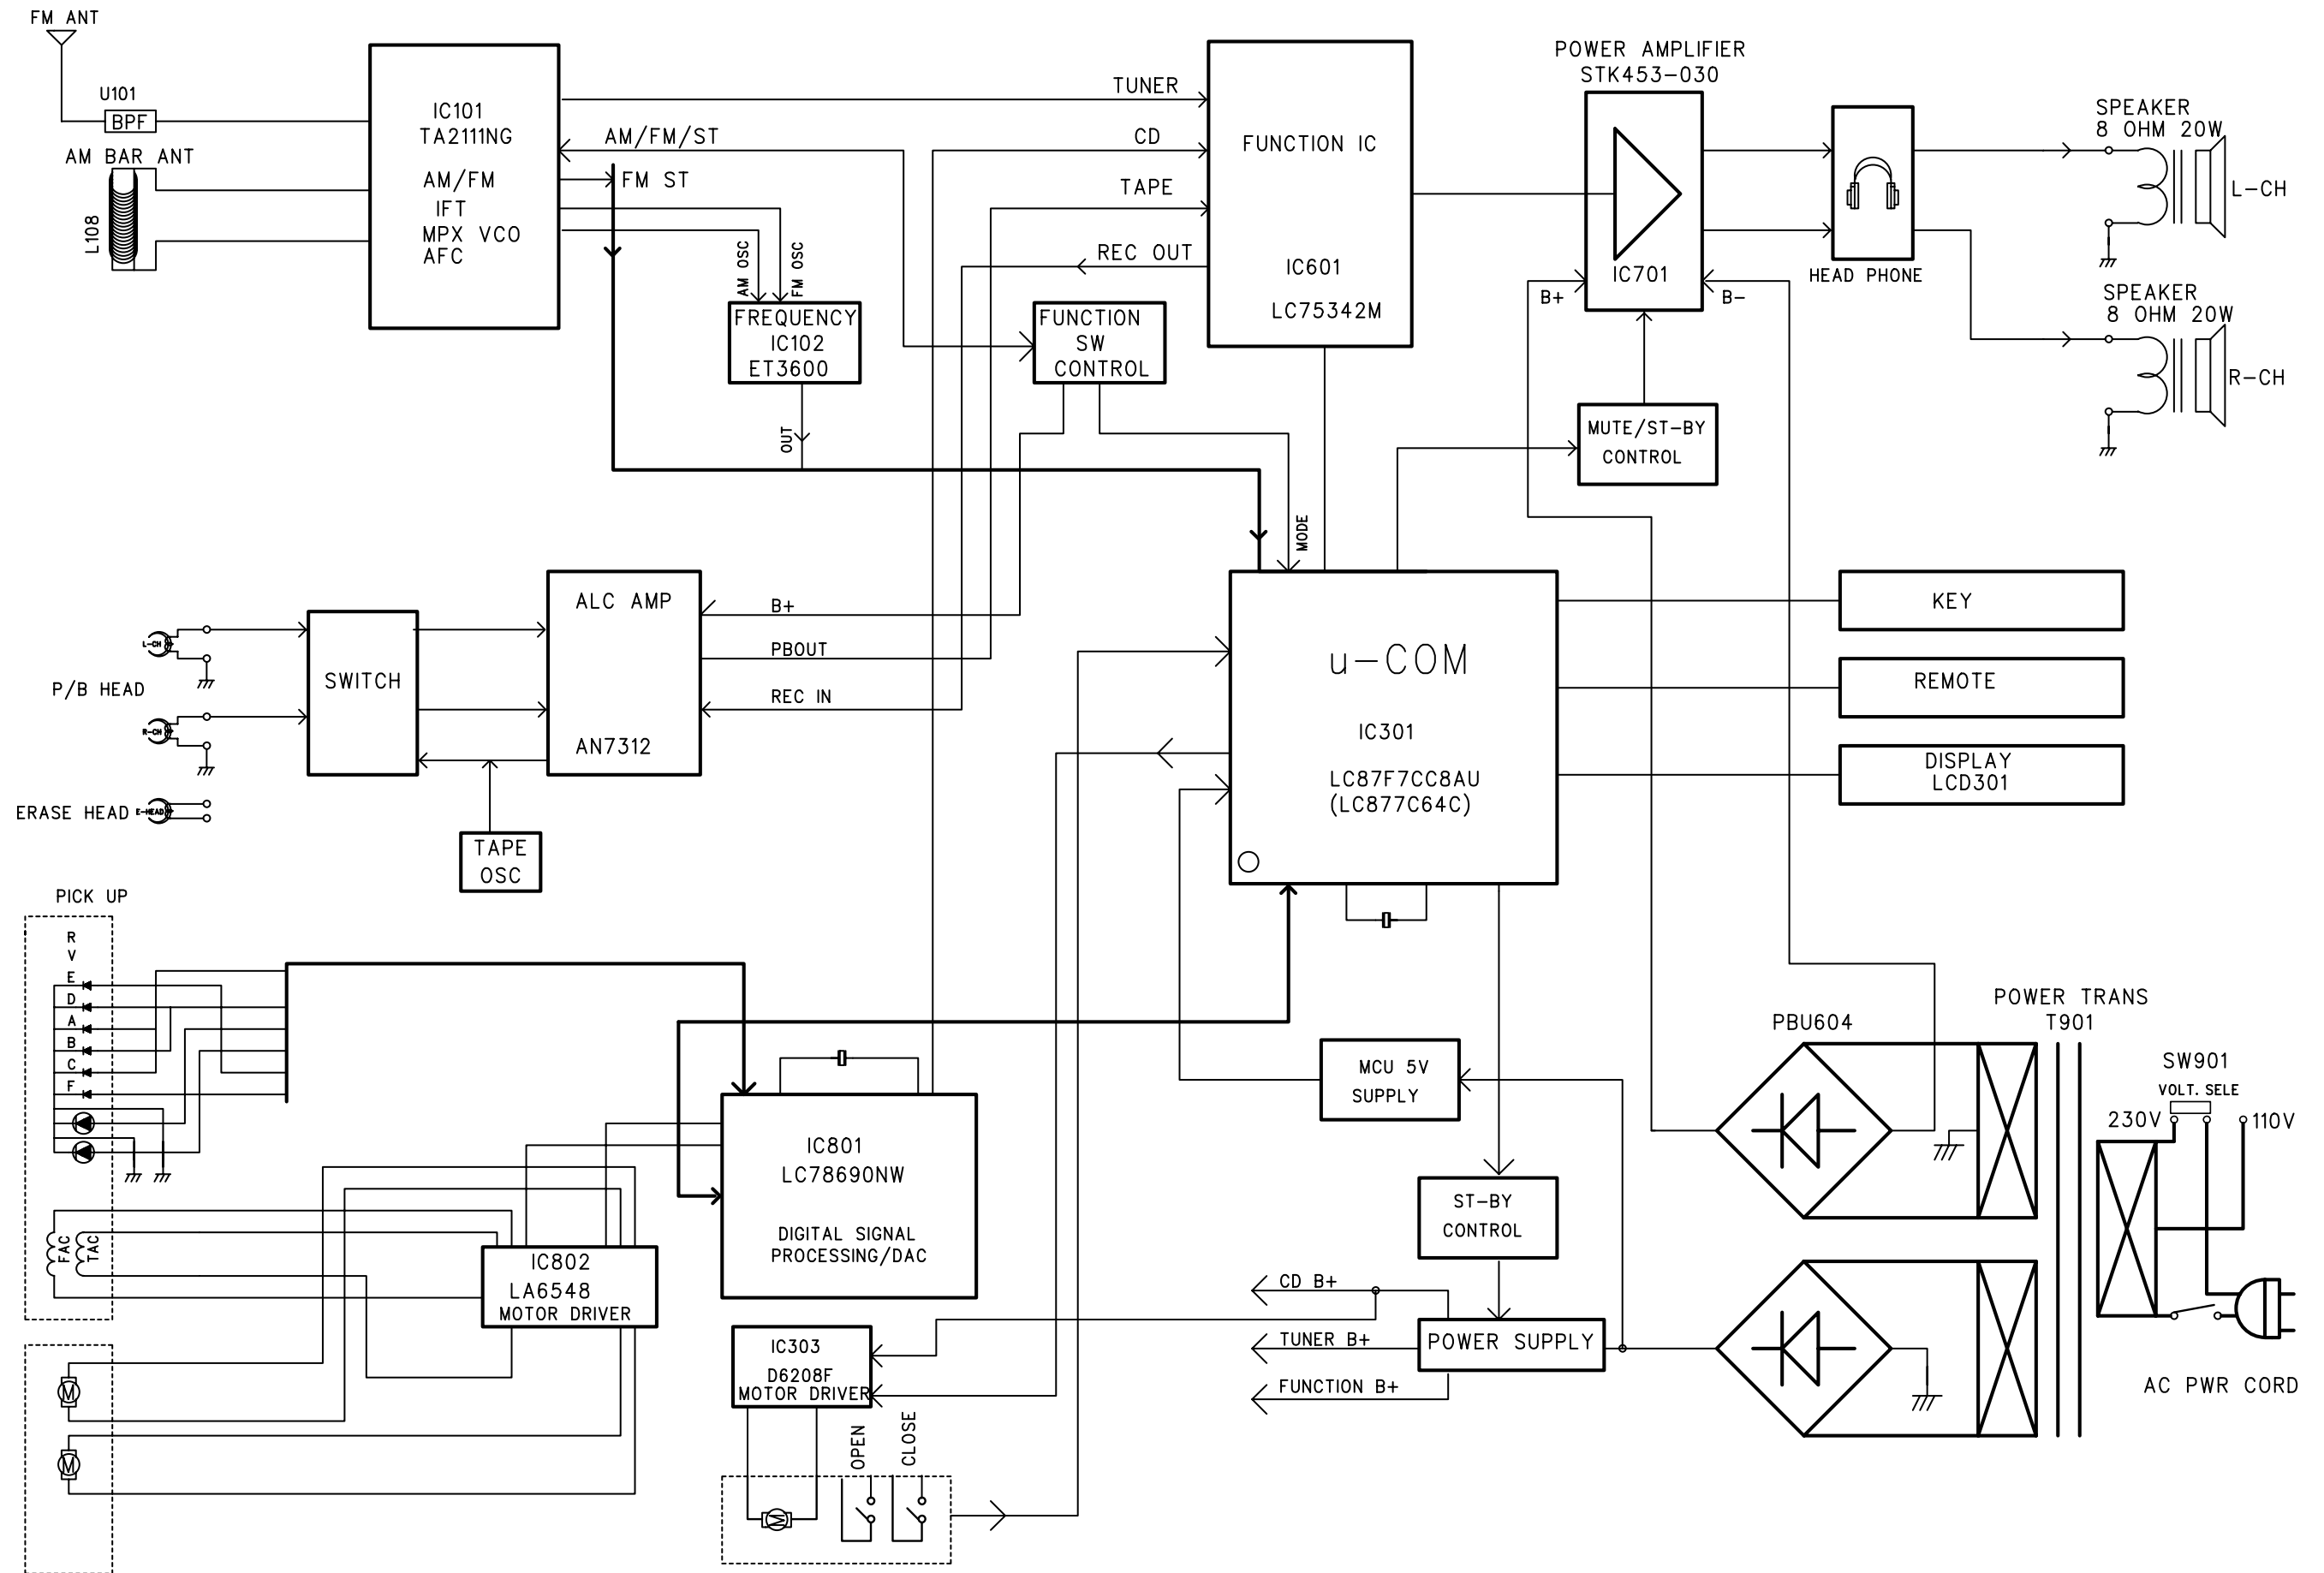 FM ANT
U101
BPF
AM BAR ANT
L108
IC101
TA2111NG
AM/FM
IFT
MPX VCO
AFC
TUNER
AM/FM/ST
CD
FM ST
TAPE
REC OUT
AM OSC
FM OSC
FREQUENCY
IC102
ET3600
OUT
FUNCTION
SW
CONTROL
FUNCTION IC
IC601
LC75342M
POWER AMPLIFIER
STK453-030
IC701
B+
B-
HEAD PHONE
SPEAKER
8 OHM 20W
L-CH
SPEAKER
8 OHM 20W
R-CH
MUTE/ST-BY
CONTROL
MODE
L-CH
P/B HEAD
R-CH
ERASE HEAD
E-HEAD
SWITCH
ALC AMP
AN7312
B+
PBOUT
REC IN
TAPE
OSC
u-COM
IC301
LC87F7CC8AU
(LC877C64C)
KEY
REMOTE
DISPLAY
LCD301
PICK UP
R
V
E
D
A
B
C
F
FAC
TAC
IC801
LC78690NW
DIGITAL SIGNAL
PROCESSING/DAC
IC802
LA6548
MOTOR DRIVER
M
M
IC303
D6208F
MOTOR DRIVER
OPEN
CLOSE
M
MCU 5V
SUPPLY
ST-BY
CONTROL
CD B+
TUNER B+
FUNCTION B+
POWER SUPPLY
PBU604
POWER TRANS
T901
SW901
VOLT. SELE
230V
110V
AC PWR CORD